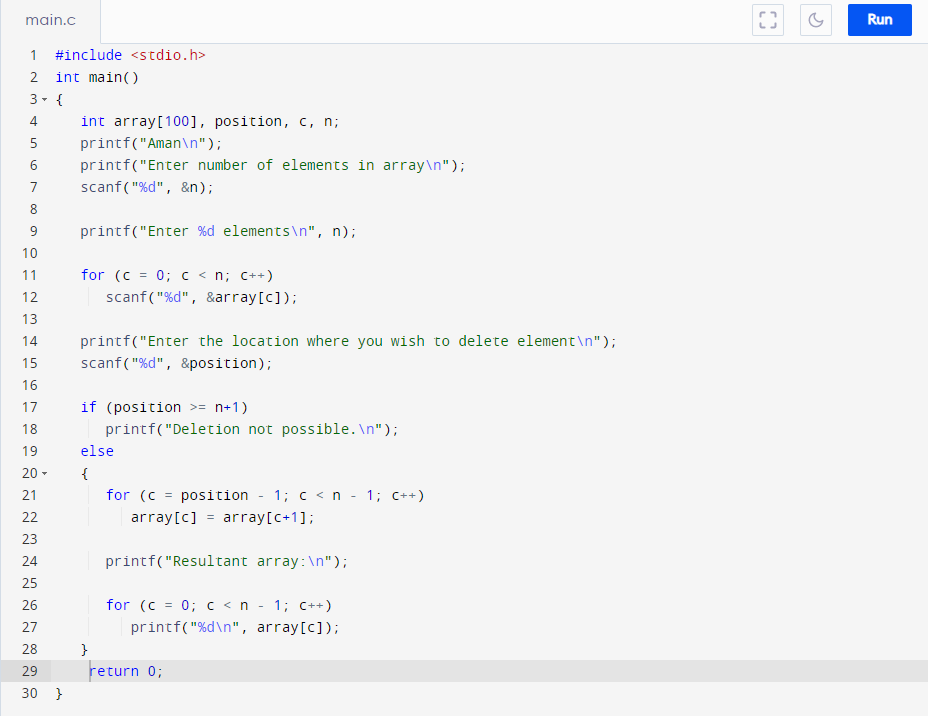 main.c
Run
1 #include <stdio.h>
2 int main()
3 {
4 int array[100], position, c, n;
5 printf("Aman\n");
6 printf("Enter number of elements in array\n");
7 scanf("%d", &n);
8
9 printf("Enter %d elements\n", n);
10
11 for (c = 0; c < n; c++)
12 scanf("%d", &array[c]);
13
14 printf("Enter the location where you wish to delete element\n");
15 scanf("%d", &position);
16
17 if (position >= n+1)
18 printf("Deletion not possible.\n");
19 else
20 {
21 for (c = position - 1; c < n - 1; c++)
22 array[c] = array[c+1];
23
24 printf("Resultant array:\n");
25
26 for (c = 0; c < n - 1; c++)
27 printf("%d\n", array[c]);
28 }
29 return 0;
30 }